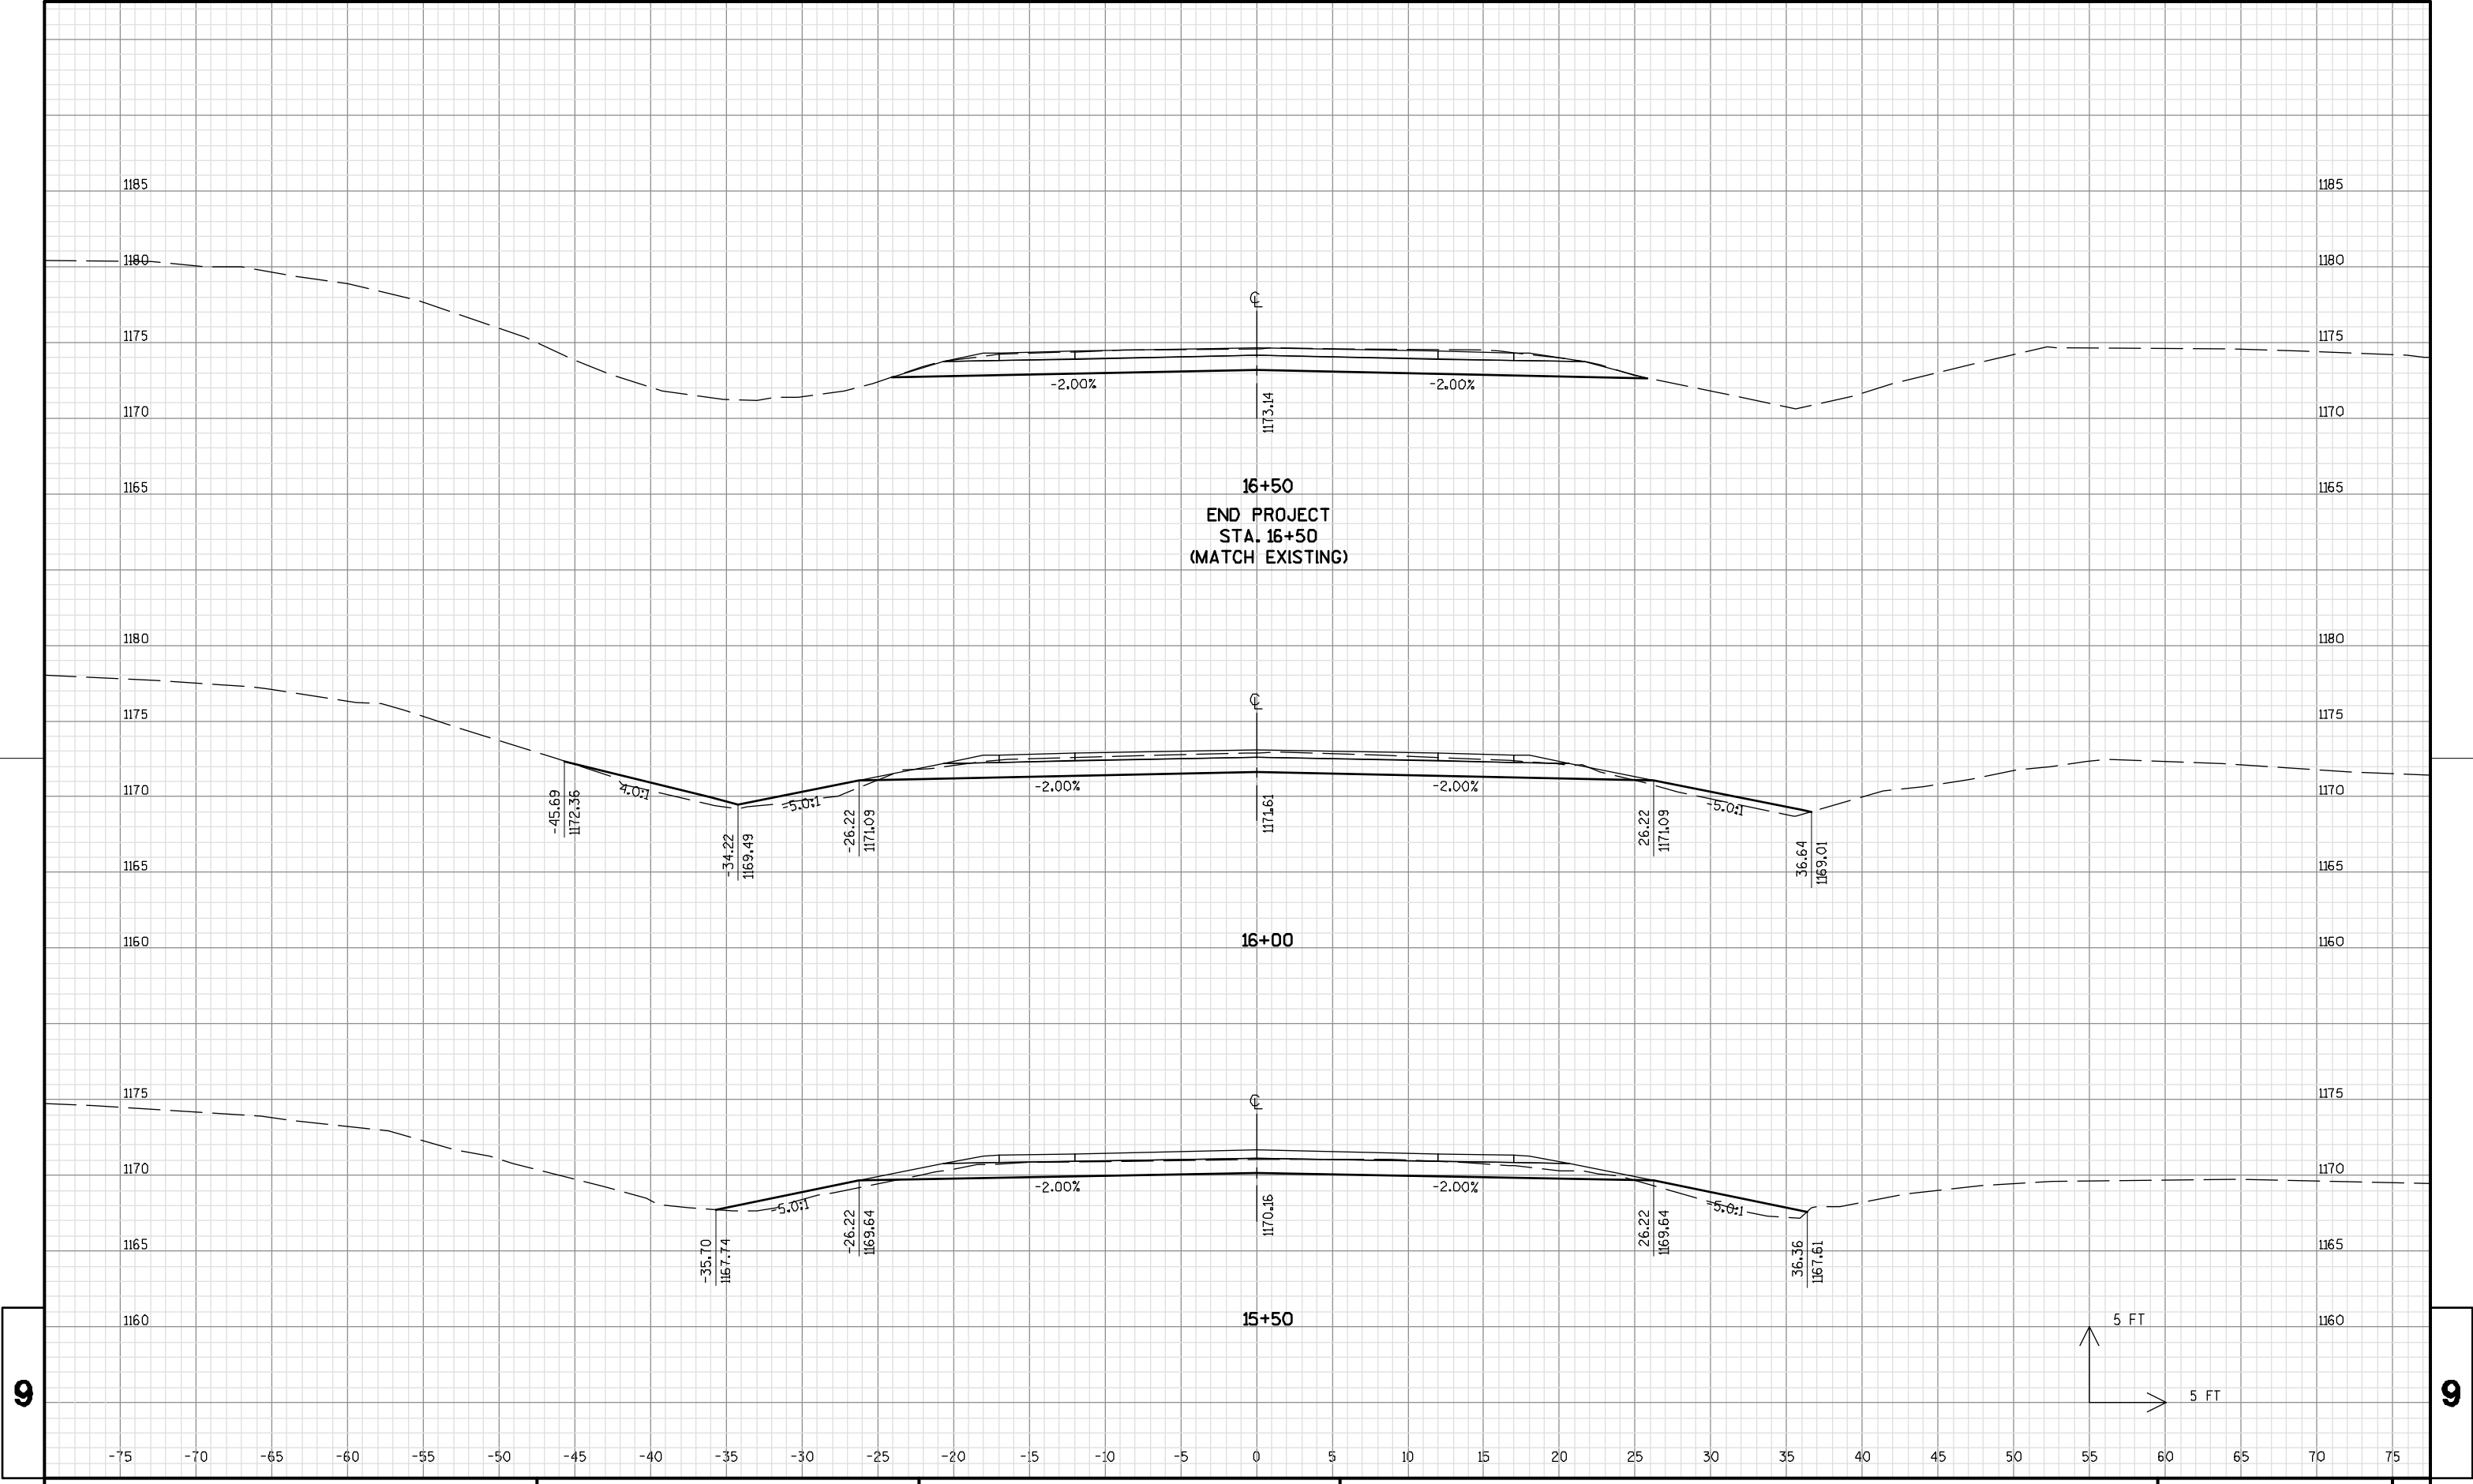 1185 1185
1180 1180
℄
1175 1175
-2.00% -2.00%
1170 1173.14 1170
1165 16+50 1165
END PROJECT
STA. 16+50
(MATCH EXISTING)
1180 1180
1175 ℄ 1175
1170 4.0:1 -5.0:1 -2.00% -2.00% -5.0:1 1170
-45.69 1172.36 -34.22 1169.49 -26.22 1171.09 1171.61 26.22 1171.09 36.64 1169.01
1165 1165
1160 16+00 1160
1175 ℄ 1175
1170 1170
-5.0:1 -2.00% -2.00% -5.0:1
-35.70 1167.74 -26.22 1169.64 1170.16 26.22 1169.64 36.36 1167.61
1165 1165
1160 15+50 5 FT 1160
9 5 FT 9
-75 -70 -65 -60 -55 -50 -45 -40 -35 -30 -25 -20 -15 -10 -5 0 5 10 15 20 25 30 35 40 45 50 55 60 65 70 75